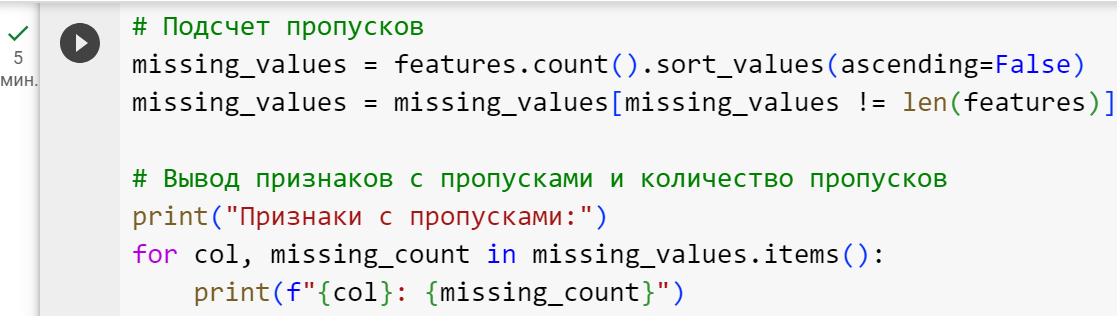 5
мин.
# Подсчет пропусков
missing_values = features.count().sort_values(ascending=False)
missing_values = missing_values[missing_values != len(features)]
# Вывод признаков с пропусками и количество пропусков
print("Признаки с пропусками:")
for col, missing_count in missing_values.items():
    print(f"{col}: {missing_count}")